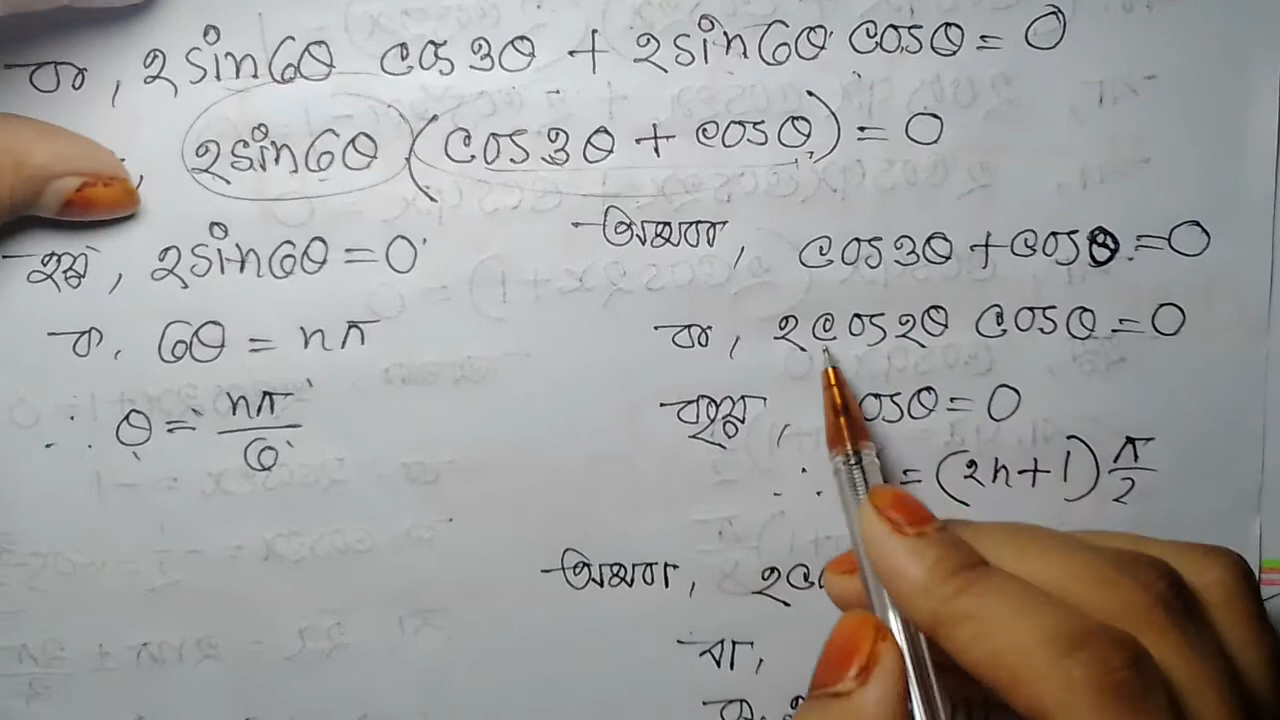 বা, 2sin6θ cos3θ + 2sin6θ cosθ = 0
2sin6θ (cos3θ + cosθ) = 0
হয়, 2sin6θ = 0
বা, 6θ = nπ
∴ θ = nπ/6
অথবা, cos3θ + cosθ = 0
বা, 2cos2θ cosθ = 0
হয়, cosθ = 0
∴ = (2n+1) π/2
অথবা,
বা,
বা,